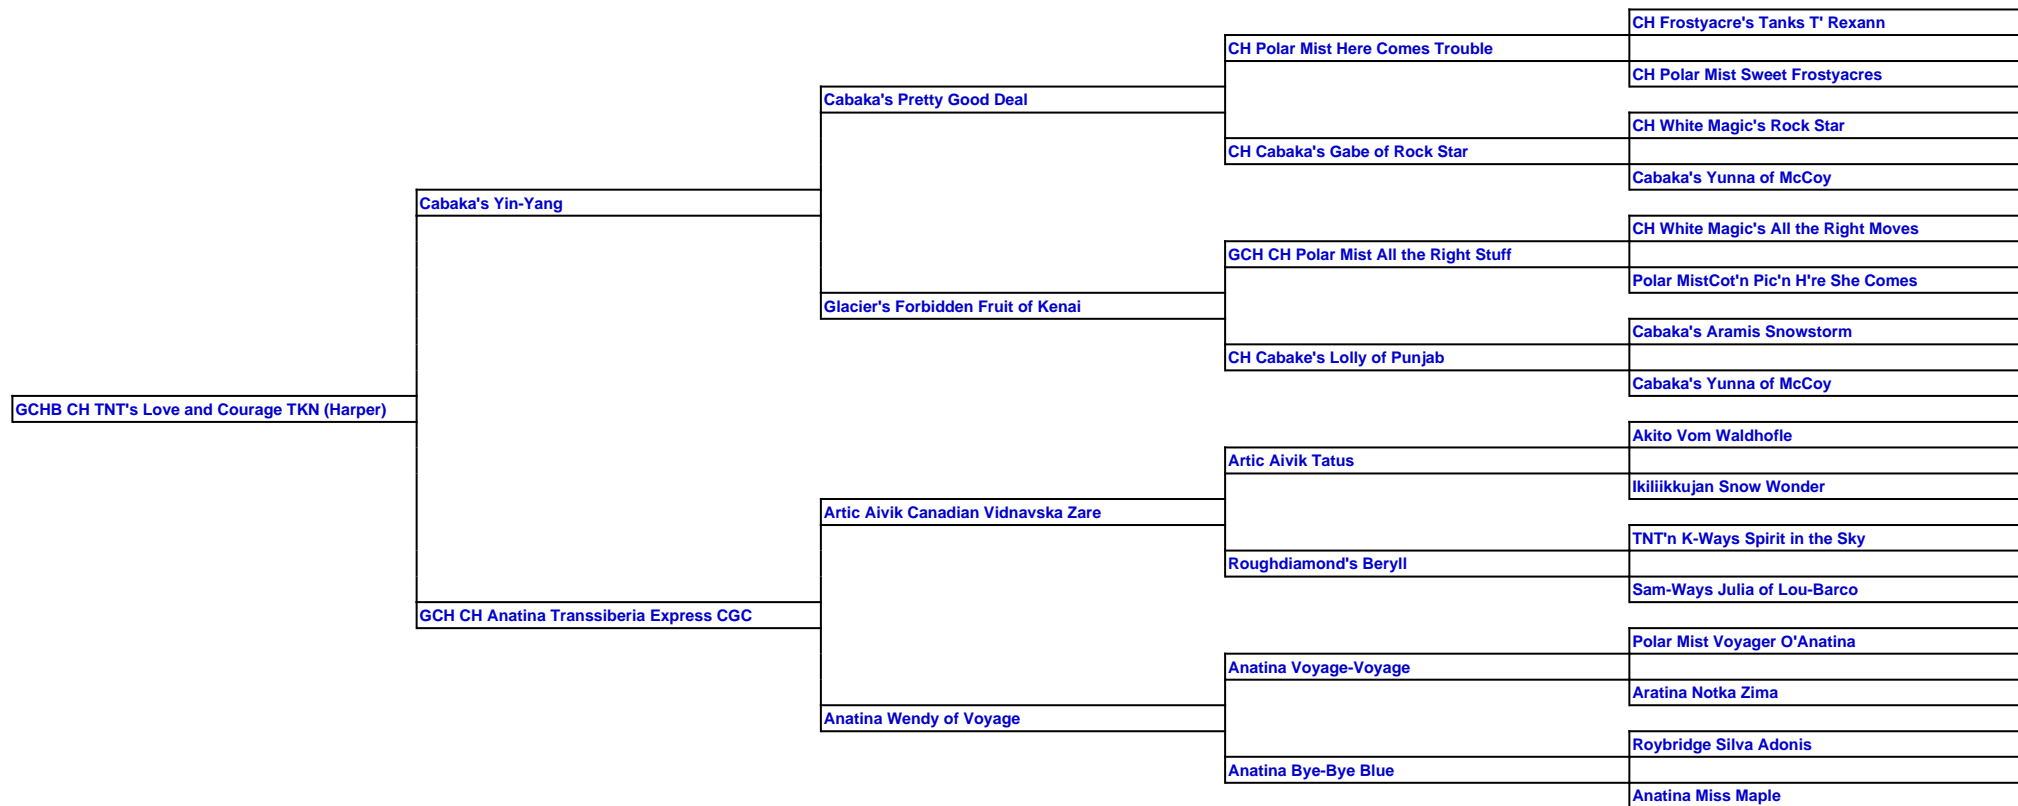 CH Frostyacre's Tanks T' Rexann
CH Polar Mist Here Comes Trouble
CH Polar Mist Sweet Frostyacres
Cabaka's Pretty Good Deal
CH White Magic's Rock Star
CH Cabaka's Gabe of Rock Star
Cabaka's Yunna of McCoy
Cabaka's Yin-Yang
CH White Magic's All the Right Moves
GCH CH Polar Mist All the Right Stuff
Polar MistCot'n Pic'n H're She Comes
Glacier's Forbidden Fruit of Kenai
Cabaka's Aramis Snowstorm
CH Cabake's Lolly of Punjab
Cabaka's Yunna of McCoy
GCHB CH TNT's Love and Courage TKN (Harper)
Akito Vom Waldhofle
Artic Aivik Tatus
Ikiliikkujan Snow Wonder
Artic Aivik Canadian Vidnavska Zare
TNT'n K-Ways Spirit in the Sky
Roughdiamond's Beryll
Sam-Ways Julia of Lou-Barco
GCH CH Anatina Transsiberia Express CGC
Polar Mist Voyager O'Anatina
Anatina Voyage-Voyage
Aratina Notka Zima
Anatina Wendy of Voyage
Roybridge Silva Adonis
Anatina Bye-Bye Blue
Anatina Miss Maple